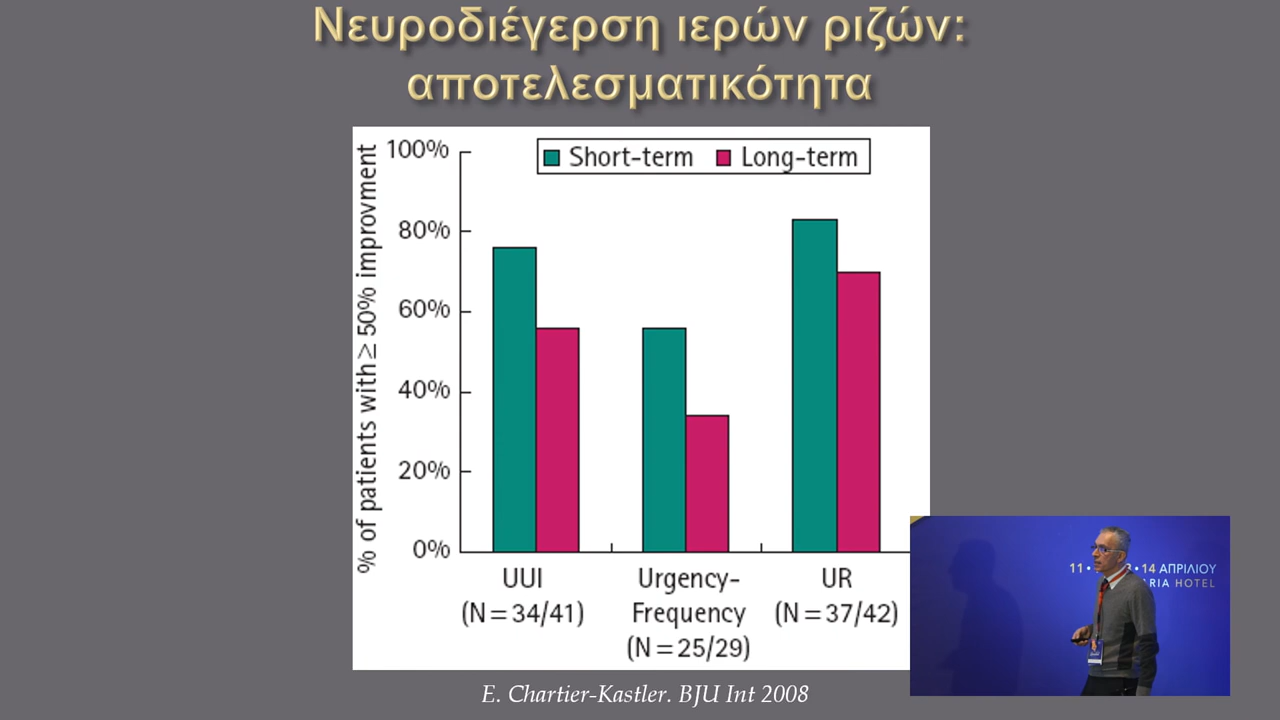 Νευροδιέγερση ιερών ριζών:
αποτελεσματικότητα
% of patients with ≥ 50% improvment
100%
80%
60%
40%
20%
0%
Short-term
Long-term
UUI
(N = 34/41)
Urgency-
Frequency
(N = 25/29)
UR
(N = 37/42)
E. Chartier-Kastler. BJU Int 2008
11 •
• 14 ΑΠΡΙΛΙΟΥ
HOTEL